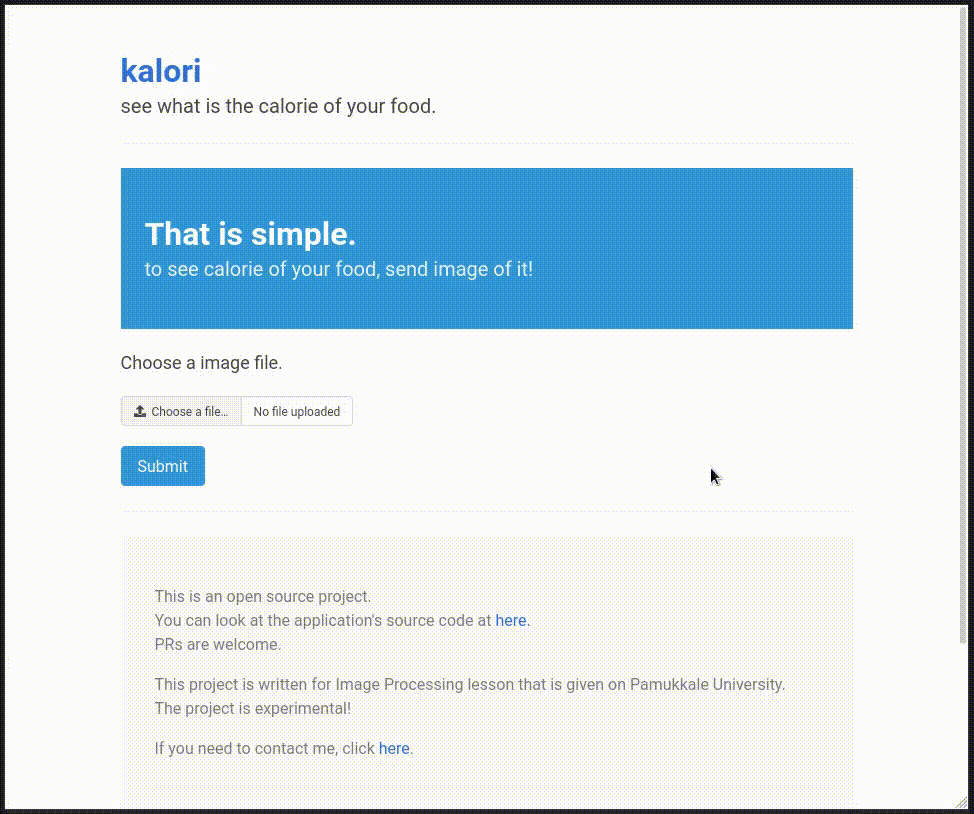 kalori
see what is the calorie of your food.
That is simple.
to see calorie of your food, send image of it!
Choose a image file.
Choose a file… No file uploaded
Submit
This is an open source project.
You can look at the application's source code at here.
PRs are welcome.
This project is written for Image Processing lesson that is given on Pamukkale University.
The project is experimental!
If you need to contact me, click here.